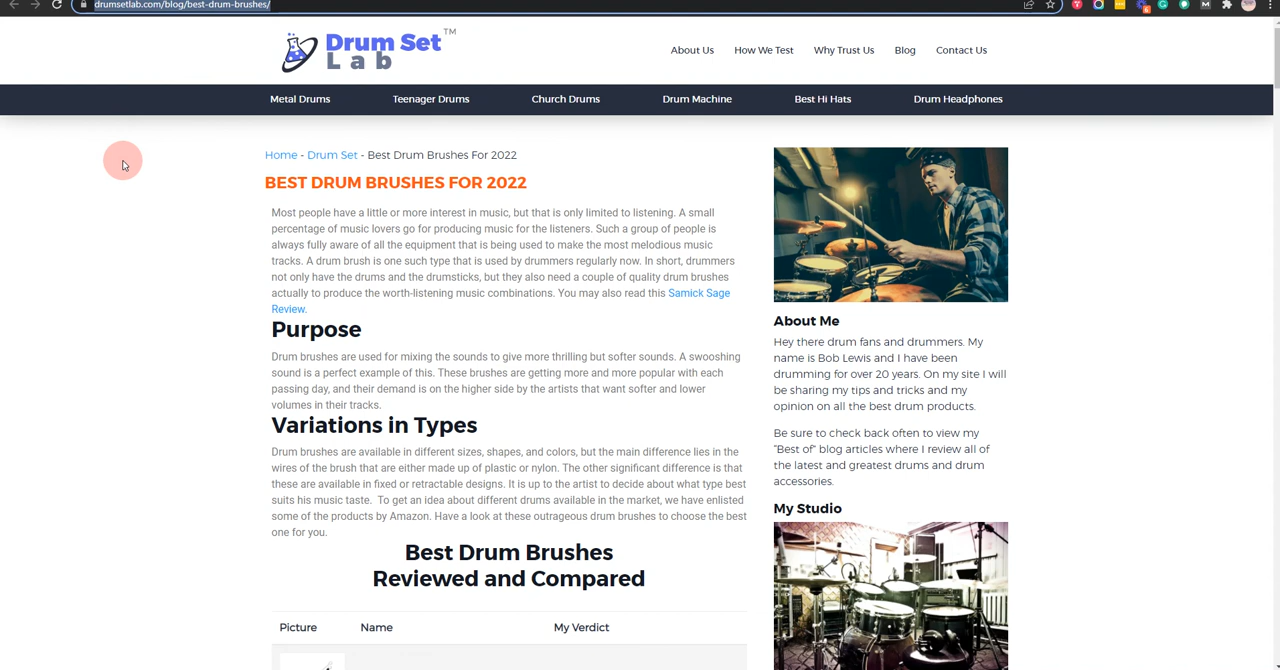 drumsetlab.com/blog/best-drum-brushes/
Drum Set TM
Lab
About Us How We Test Why Trust Us Blog Contact Us
Metal Drums Teenager Drums Church Drums Drum Machine Best Hi Hats Drum Headphones
Home - Drum Set - Best Drum Brushes For 2022
BEST DRUM BRUSHES FOR 2022
Most people have a little or more interest in music, but that is only limited to listening. A small
percentage of music lovers go for producing music for the listeners. Such a group of people is
always fully aware of all the equipment that is being used to make the most melodious music
tracks. A drum brush is one such type that is used by drummers regularly now. In short, drummers
not only have the drums and the drumsticks, but they also need a couple of quality drum brushes
actually to produce the worth-listening music combinations. You may also read this Samick Sage
Review.
Purpose
Drum brushes are used for mixing the sounds to give more thrilling but softer sounds. A swooshing
sound is a perfect example of this. These brushes are getting more and more popular with each
passing day, and their demand is on the higher side by the artists that want softer and lower
volumes in their tracks.
Variations in Types
Drum brushes are available in different sizes, shapes, and colors, but the main difference lies in the
wires of the brush that are either made up of plastic or nylon. The other significant difference is that
these are available in fixed or retractable designs. It is up to the artist to decide about what type best
suits his music taste. To get an idea about different drums available in the market, we have enlisted
some of the products by Amazon. Have a look at these outrageous drum brushes to choose the best
one for you.
Best Drum Brushes
Reviewed and Compared
Picture Name My Verdict
About Me
Hey there drum fans and drummers. My
name is Bob Lewis and I have been
drumming for over 20 years. On my site I will
be sharing my tips and tricks and my
opinion on all the best drum products.
Be sure to check back often to view my
"Best of" blog articles where I review all of
the latest and greatest drums and drum
accessories.
My Studio